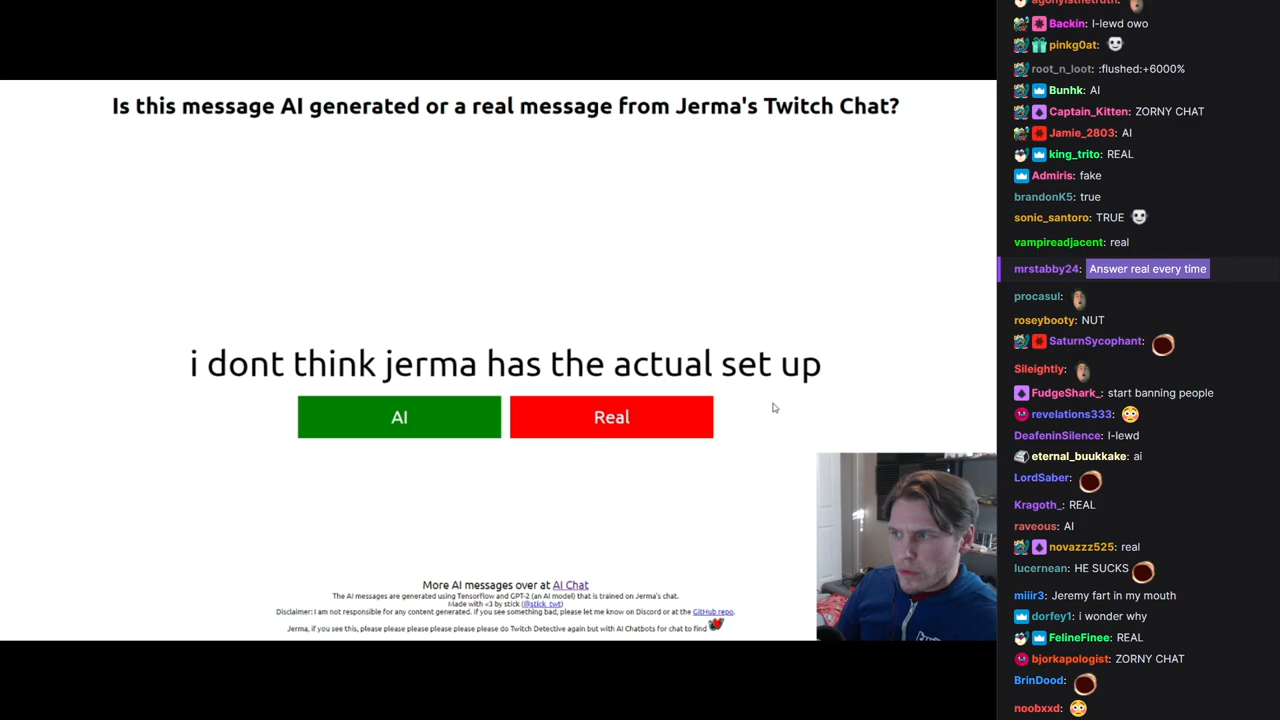 Is this message AI generated or a real message from Jerma's Twitch Chat?
i dont think jerma has the actual set up
AI
Real
More AI messages over at AI Chat
The AI messages are generated using Tensorflow and GPT-2 (an AI model) that is trained on Jerma's chat.
Made with <3 by stick (@stick_twt)
Disclaimer: I am not responsible for any content generated. If you see something bad, please let me know on Discord or at the GitHub repo.
Jerma, if you see this, please please please please please please do Twitch Detective again but with AI Chatbots for chat to find
agonyisthetruth:
Backin: l-lewd owo
pinkg0at:
root_n_loot: :flushed:+6000%
Bunhk: AI
Captain_Kitten: ZORNY CHAT
Jamie_2803: AI
king_trito: REAL
Admiris: fake
brandonK5: true
sonic_santoro: TRUE
vampireadjacent: real
mrstabby24: Answer real every time
procasul:
roseybooty: NUT
SaturnSycophant:
Sileightly:
FudgeShark_: start banning people
revelations333:
DeafeninSilence: l-lewd
eternal_buukkake: ai
LordSaber:
Kragoth_: REAL
raveous: AI
novazzz525: real
lucernean: HE SUCKS
miiir3: Jeremy fart in my mouth
dorfey1: i wonder why
FelineFinee: REAL
bjorkapologist: ZORNY CHAT
BrinDood:
noobxxd: